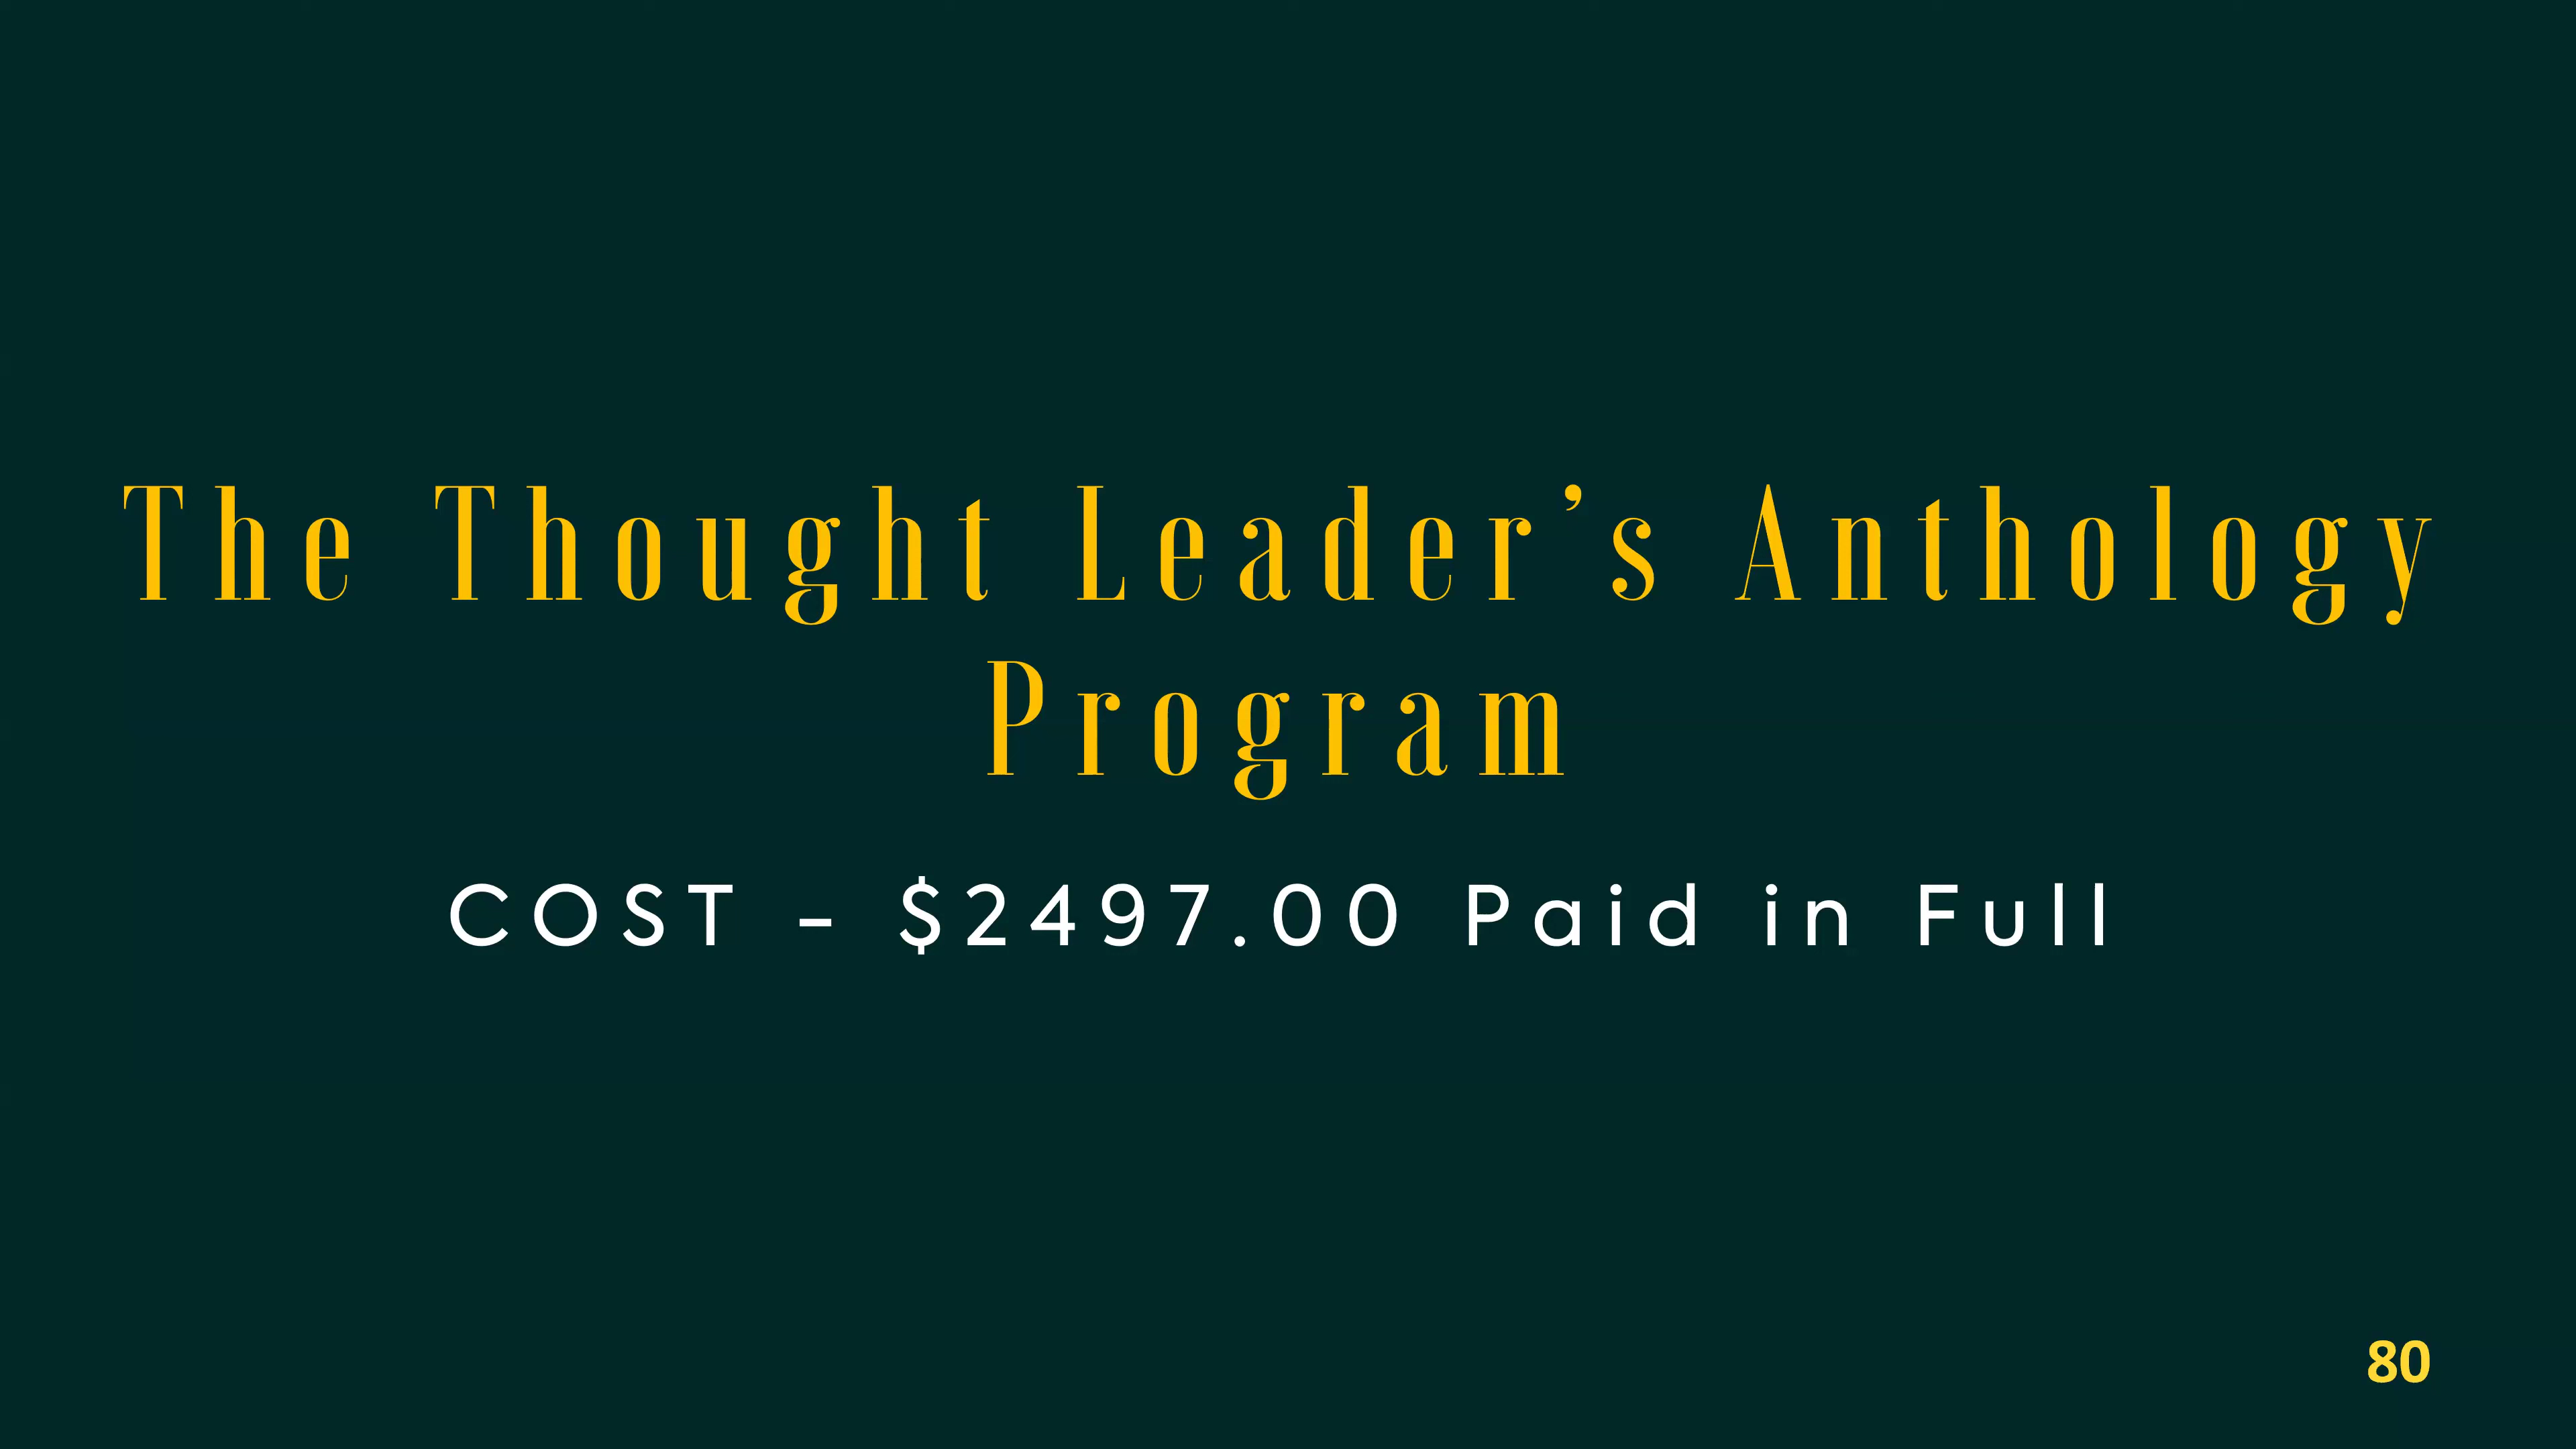 The Thought Leader’s Anthology
Program
COST - $2497.00 Paid in Full
80